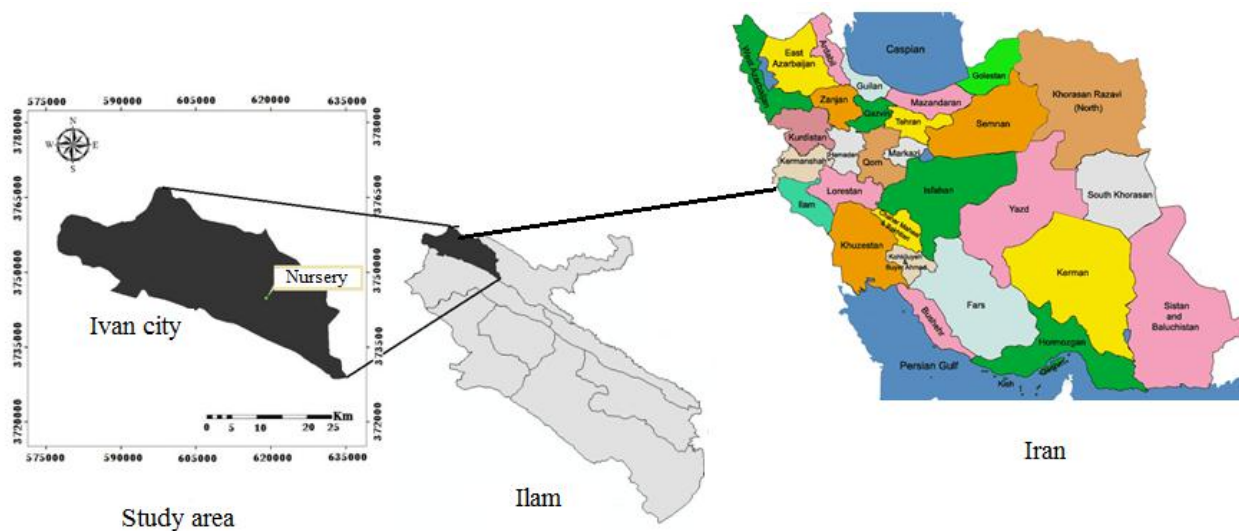 575000 590000 605000 620000 635000
3780000
3765000
3750000
3735000
3720000
3780000
3765000
3750000
3735000
3720000
N
W E
S
Nursery
Ivan city
Km
0 5 10 20 25
575000 590000 605000 620000 635000
Study area
Ilam
Caspian
West Azarbaijan
East
Azarbaijan
Ardabil
Guilan
Golestan
Zanjan
Mazandaran
Khorasan Razavi
(North)
Qazvin
Tehran
Semnan
Kurdistan
Hamadan
Markazi
Kermanshah
Qom
Ilam
Lorestan
Isfahan
Yazd
South Khorasan
Chahar Mahaal
& Bakhtiari
Khuzestan
Kohkiluyeh
&
Buyer Ahmad
Fars
Kerman
Sistan
and
Baluchistan
Bushehr
Hormozgan
Persian Gulf
Kish
Qeshm
Iran